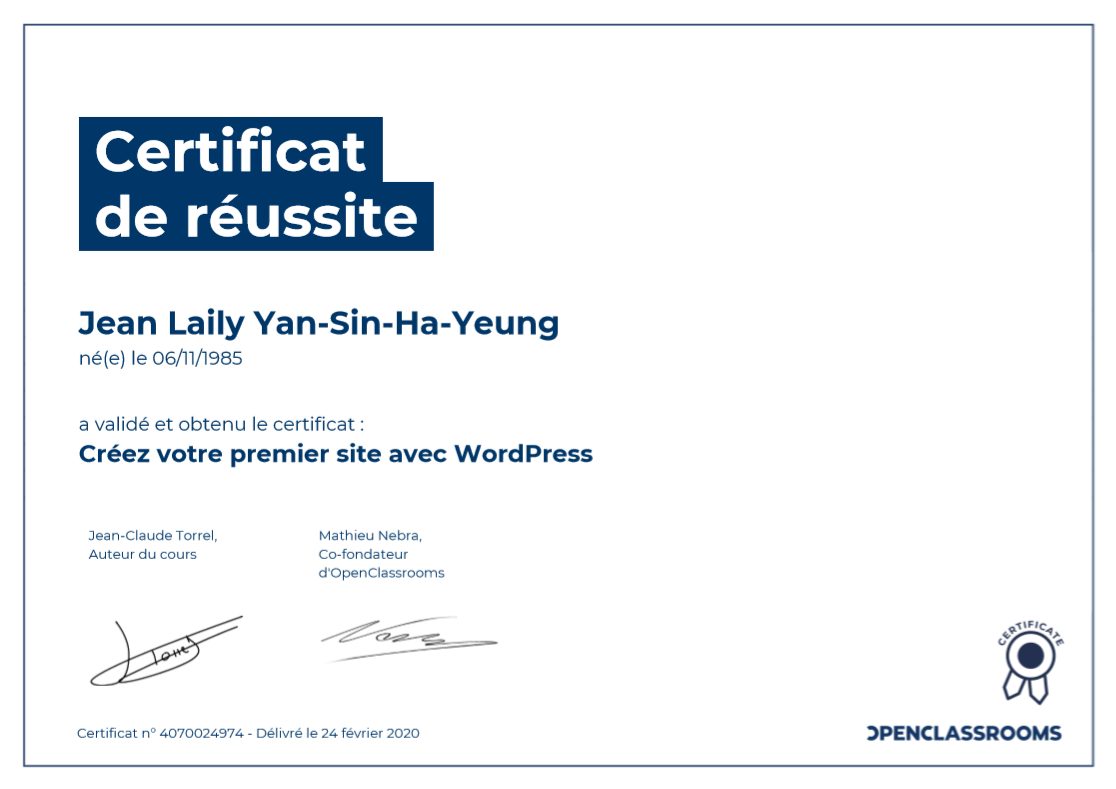 Certificat
de réussite
Jean Laily Yan-Sin-Ha-Yeung
né(e) le 06/11/1985
a validé et obtenu le certificat :
Créez votre premier site avec WordPress
Jean-Claude Torrel,
Auteur du cours
Mathieu Nebra,
Co-fondateur
d'OpenClassrooms
CERTIFICATE
Certificat n° 4070024974 - Délivré le 24 février 2020
OPENCLASSROOMS